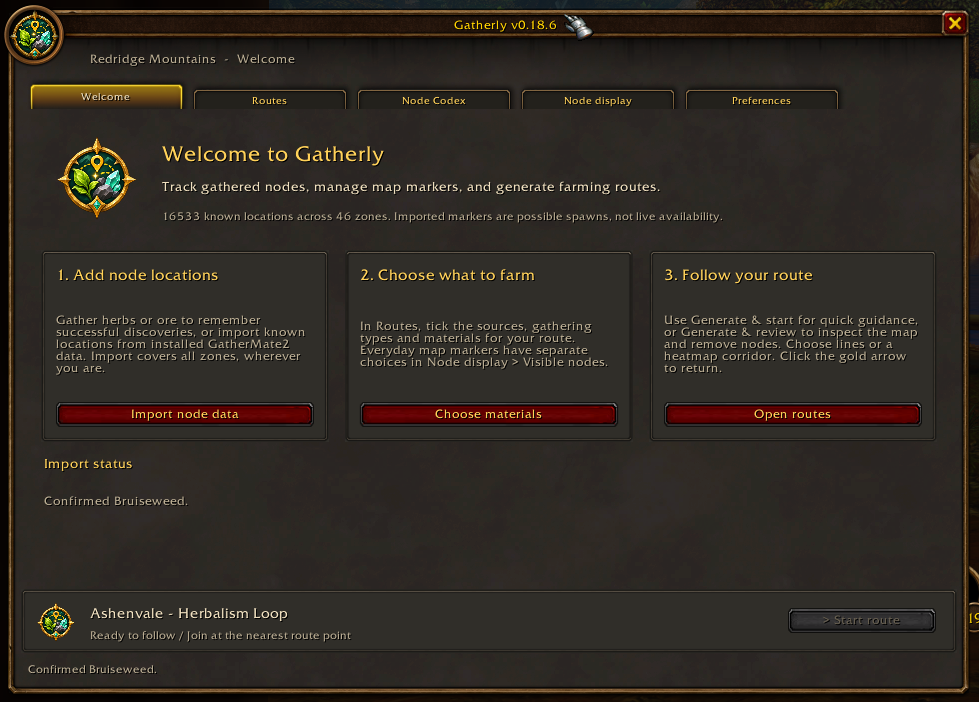 Gatherly v0.18.6
Redridge Mountains - Welcome
Welcome
Routes
Node Codex
Node display
Preferences
Welcome to Gatherly
Track gathered nodes, manage map markers, and generate farming routes.
16533 known locations across 46 zones. Imported markers are possible spawns, not live availability.
1. Add node locations
Gather herbs or ore to remember
successful discoveries, or import known
locations from installed GatherMate2
data. Import covers all zones, wherever
you are.
Import node data
2. Choose what to farm
In Routes, tick the sources, gathering
types and materials for your route.
Everyday map markers have separate
choices in Node display > Visible nodes.
Choose materials
3. Follow your route
Use Generate & start for quick guidance,
or Generate & review to inspect the map
and remove nodes. Choose lines or a
heatmap corridor. Click the gold arrow
to return.
Open routes
Import status
Confirmed Bruiseweed.
Ashenvale - Herbalism Loop
Ready to follow / Join at the nearest route point
> Start route
Confirmed Bruiseweed.